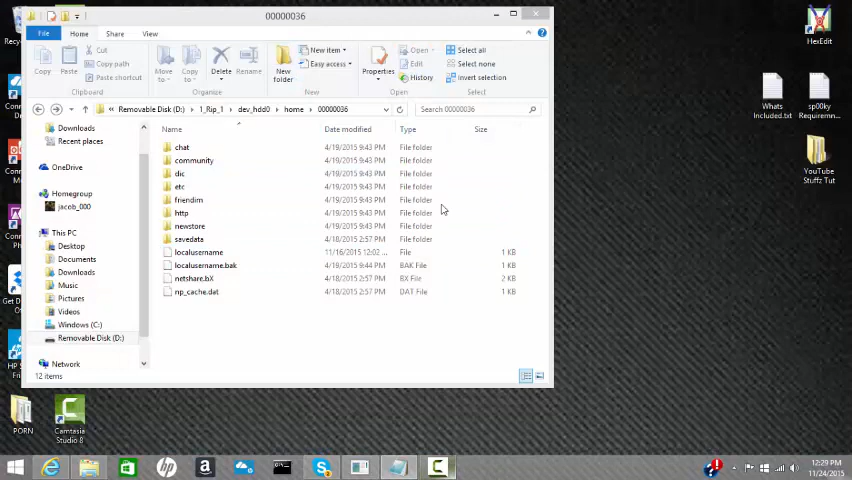 00000036
File Home Share View
Cut
Copy path
Paste shortcut
Copy Paste
Move to Copy to Delete Rename
New folder
New item
Easy access
Properties
Open
Edit
History
Select all
Select none
Invert selection
Clipboard Organize New Open Select
Removable Disk (D:) 1_Rip_1 dev_hdd0 home 00000036 Search 00000036
Name Date modified Type Size
Downloads
Recent places
OneDrive
Homegroup
jacob_000
This PC
Desktop
Documents
Downloads
Music
Pictures
Videos
Windows (C:)
Removable Disk (D:)
Network
chat 4/19/2015 9:43 PM File folder
community 4/19/2015 9:43 PM File folder
dic 4/19/2015 9:43 PM File folder
etc 4/19/2015 9:43 PM File folder
friendim 4/19/2015 9:43 PM File folder
http 4/19/2015 9:43 PM File folder
newstore 4/19/2015 9:43 PM File folder
savedata 4/18/2015 2:57 PM File folder
localusername 11/16/2015 12:02 ... File 1 KB
localusername.bak 4/19/2015 9:44 PM BAK File 1 KB
netshare.bX 4/18/2015 2:57 PM BX File 2 KB
np_cache.dat 4/18/2015 2:57 PM DAT File 1 KB
12 items
HexEdit
Whats Included.txt
sp00ky Requiremn...
YouTube Stuffz Tut
PORN
Camtasia Studio 8
hp
12:29 PM
11/24/2015